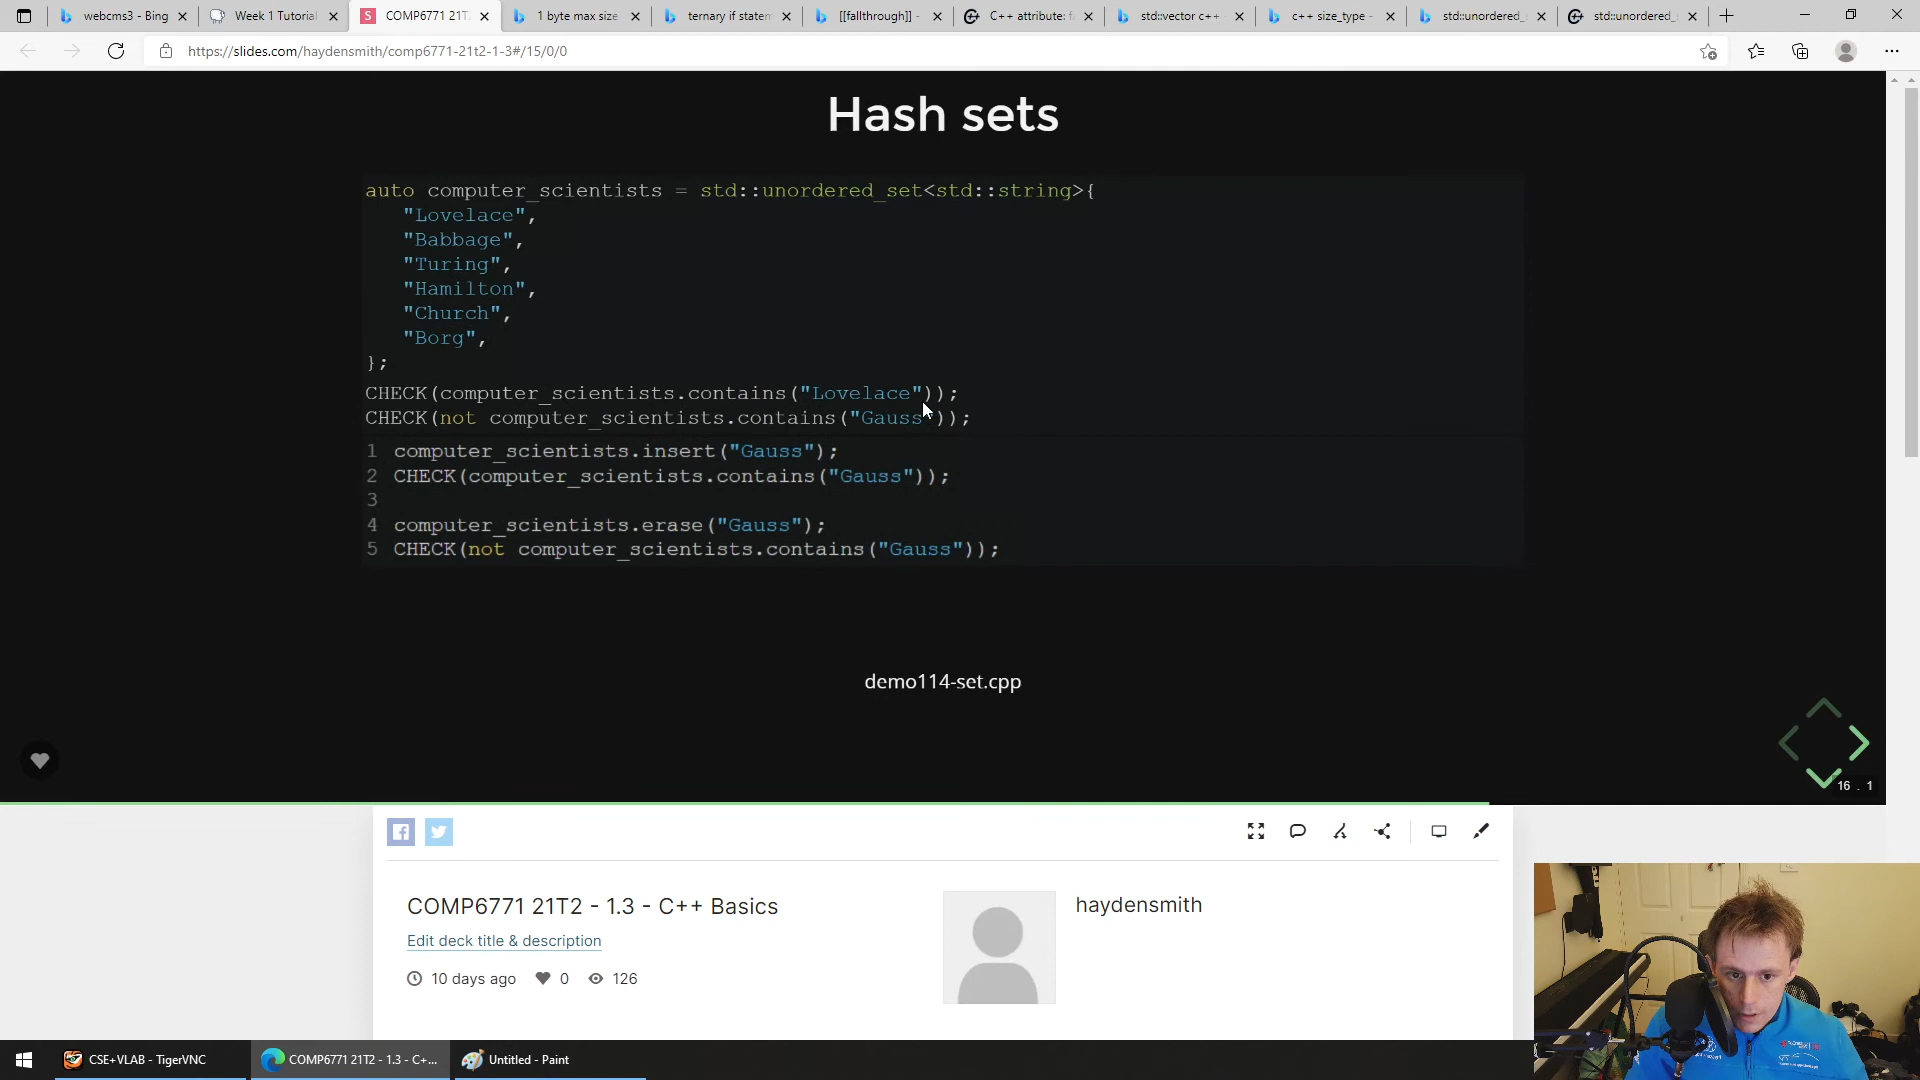 webcms3 - Bing
Week 1 Tutorial
COMP6771 21T
1 byte max size
ternary if statem
[[fallthrough]] -
C++ attribute: f
std::vector c++
c++ size_type -
std::unordered_
std::unordered_
https://slides.com/haydensmith/comp6771-21t2-1-3#/15/0/0
Hash sets
auto computer_scientists = std::unordered_set<std::string>{
"Lovelace",
"Babbage",
"Turing",
"Hamilton",
"Church",
"Borg",
};
CHECK(computer_scientists.contains("Lovelace"));
CHECK(not computer_scientists.contains("Gauss"));
1 computer_scientists.insert("Gauss");
2 CHECK(computer_scientists.contains("Gauss"));
3
4 computer_scientists.erase("Gauss");
5 CHECK(not computer_scientists.contains("Gauss"));
demo114-set.cpp
16 . 1
COMP6771 21T2 - 1.3 - C++ Basics
haydensmith
Edit deck title & description
10 days ago 0 126
CSE+VLAB - TigerVNC
COMP6771 21T2 - 1.3 - C+...
Untitled - Paint